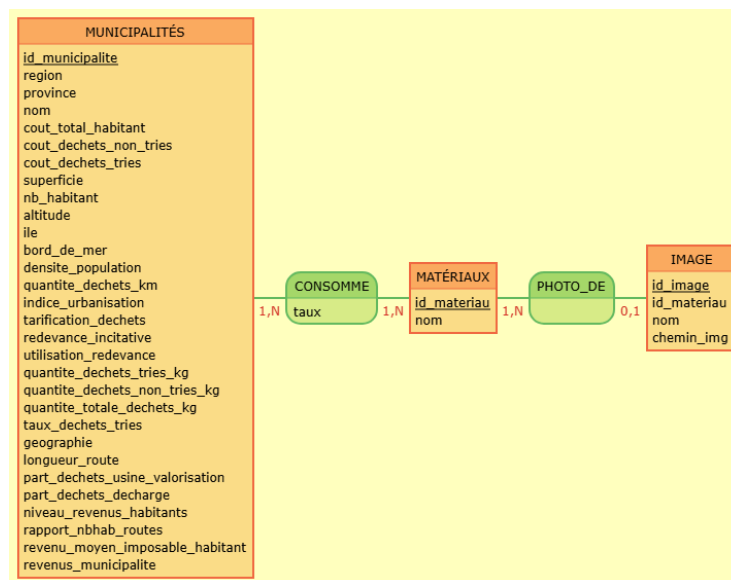 MUNICIPALITÉS
id_municipalite
region
province
nom
cout_total_habitant
cout_dechets_non_tries
cout_dechets_tries
superficie
nb_habitant
altitude
ile
bord_de_mer
densite_population
quantite_dechets_km
indice_urbanisation
tarification_dechets
redevance_incitative
utilisation_redevance
quantite_dechets_tries_kg
quantite_dechets_non_tries_kg
quantite_totale_dechets_kg
taux_dechets_tries
geographie
longueur_route
part_dechets_usine_valorisation
part_dechets_decharge
niveau_revenus_habitants
rapport_nbhab_routes
revenu_moyen_imposable_habitant
revenus_municipalite
1,N
CONSOMME
taux
1,N
MATÉRIAUX
id_materiau
nom
1,N
PHOTO_DE
0,1
IMAGE
id_image
id_materiau
nom
chemin_img